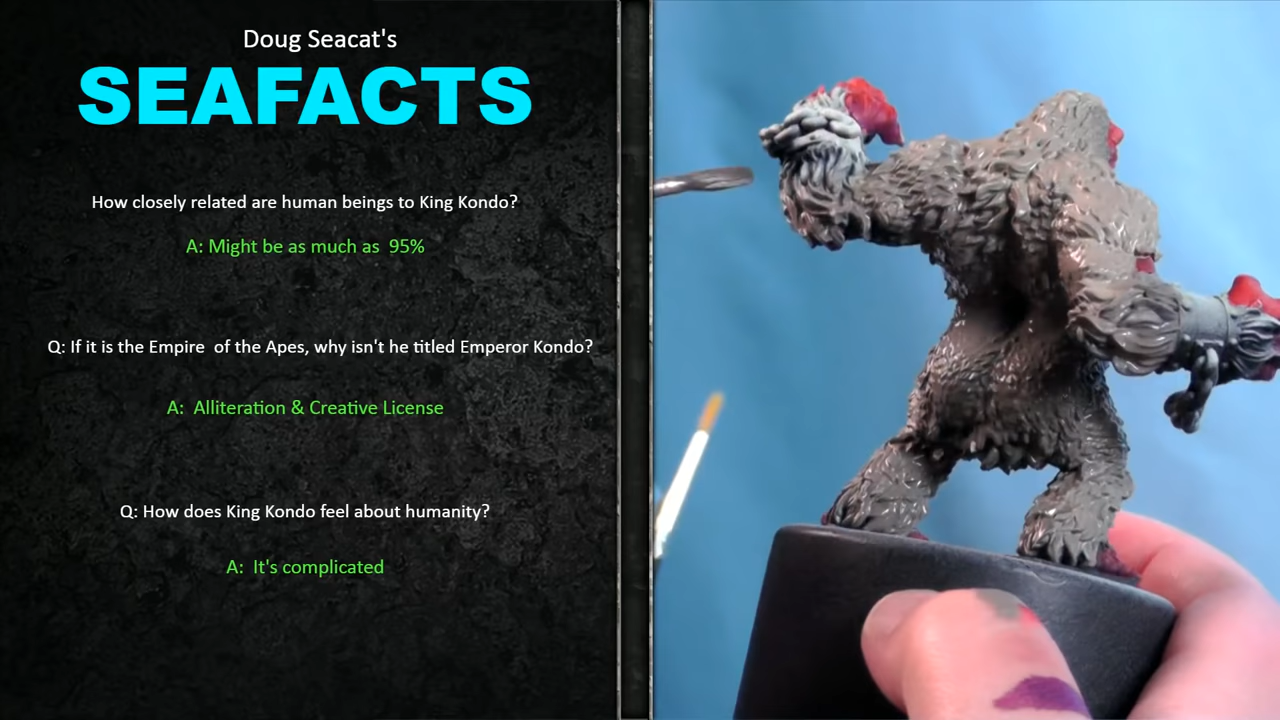 Doug Seacat's
SEAFACTS
How closely related are human beings to King Kondo?
A: Might be as much as 95%
Q: If it is the Empire of the Apes, why isn't he titled Emperor Kondo?
A: Alliteration & Creative License
Q: How does King Kondo feel about humanity?
A: It's complicated